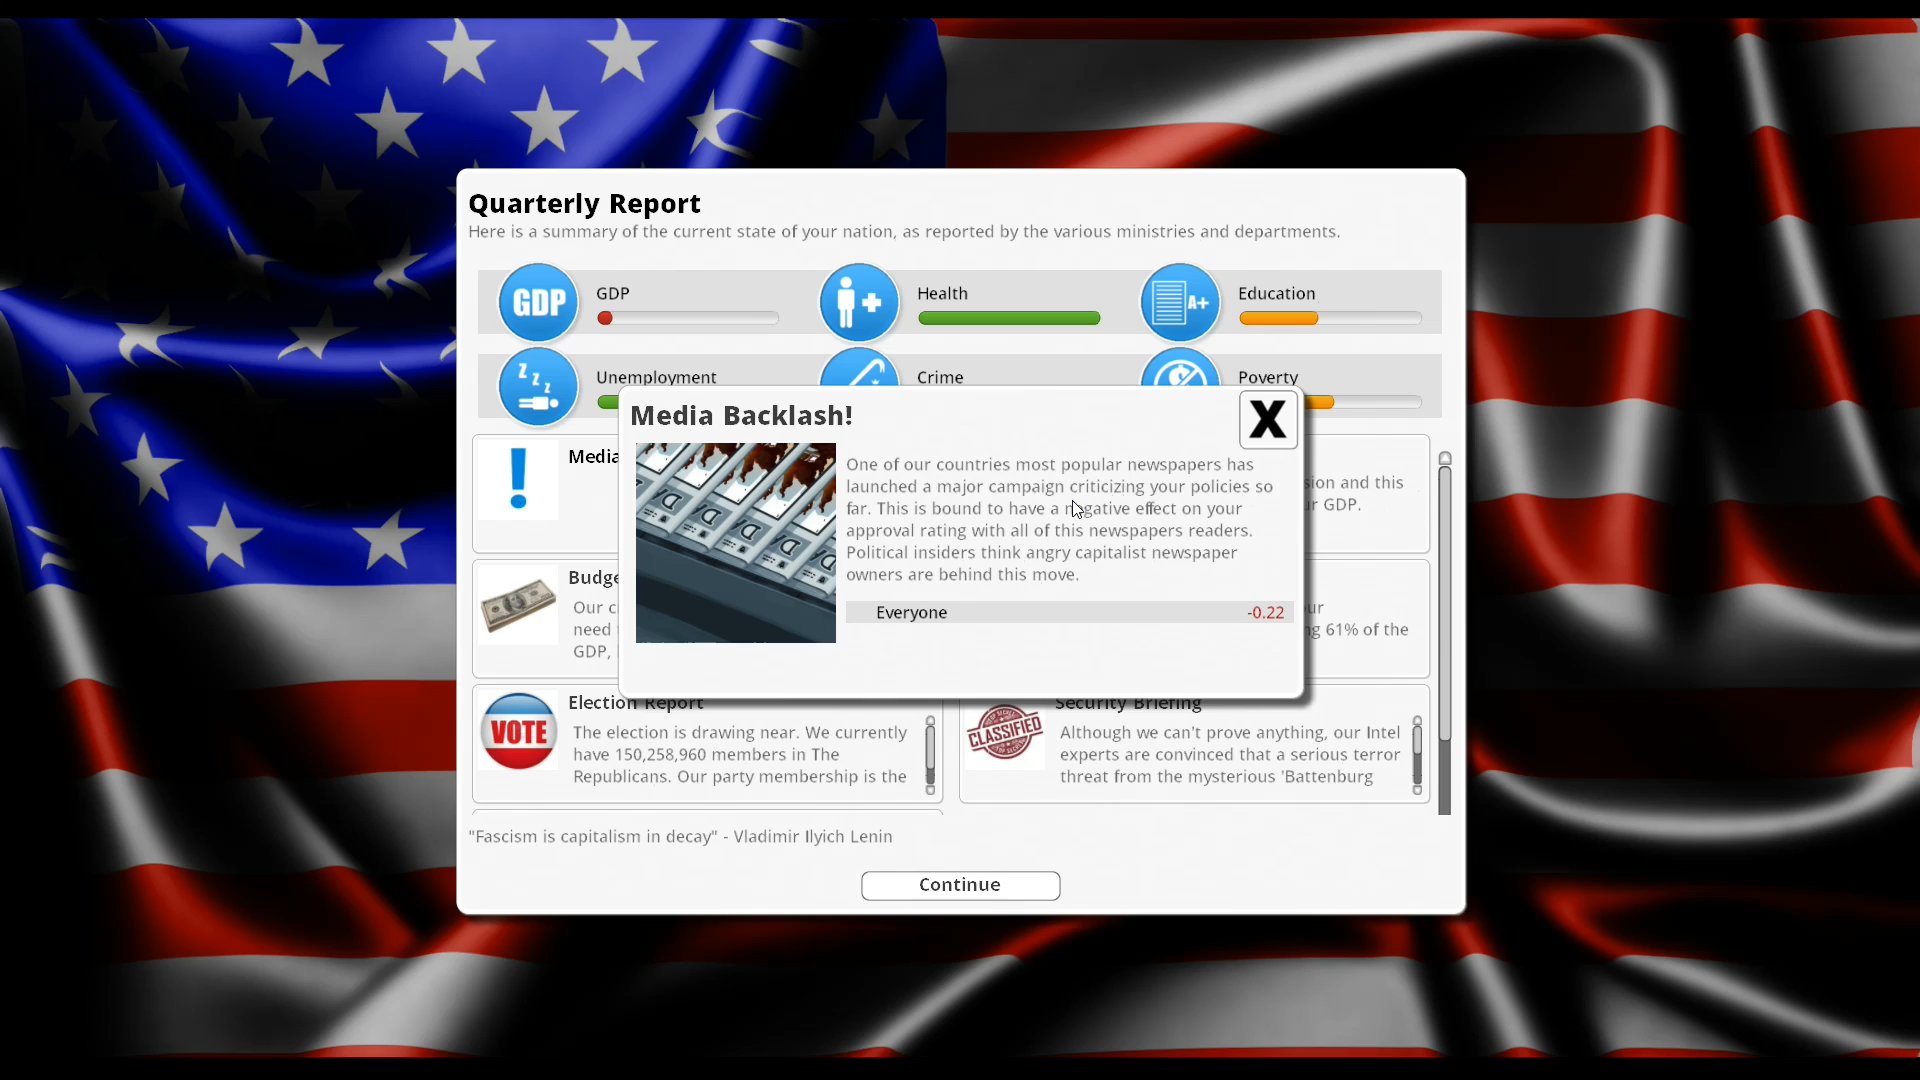 Quarterly Report
Here is a summary of the current state of your nation, as reported by the various ministries and departments.
GDP
GDP
Health
A+
Education
z z z
Unemployment
Crime
Poverty
Media Backlash!
X
One of our countries most popular newspapers has
launched a major campaign criticizing your policies so
far. This is bound to have a negative effect on your
approval rating with all of this newspapers readers.
Political insiders think angry capitalist newspaper
owners are behind this move.
Everyone
-0.22
Media
GDP.
Our
need
GDP,
61% of the
VOTE
Election Report
The election is drawing near. We currently
have 150,258,960 members in The
Republicans. Our party membership is the
CLASSIFIED
Security Briefing
Although we can't prove anything, our Intel
experts are convinced that a serious terror
threat from the mysterious 'Battenburg
"Fascism is capitalism in decay" - Vladimir Ilyich Lenin
Continue